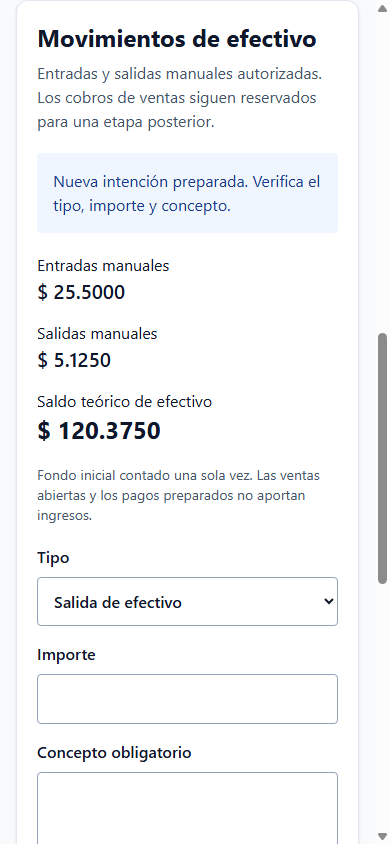 Movimientos de efectivo
Entradas y salidas manuales autorizadas.
Los cobros de ventas siguen reservados
para una etapa posterior.
Nueva intención preparada. Verifica el
tipo, importe y concepto.
Entradas manuales
$ 25.5000
Salidas manuales
$ 5.1250
Saldo teórico de efectivo
$ 120.3750
Fondo inicial contado una sola vez. Las ventas
abiertas y los pagos preparados no aportan
ingresos.
Tipo
Salida de efectivo
Importe
Concepto obligatorio